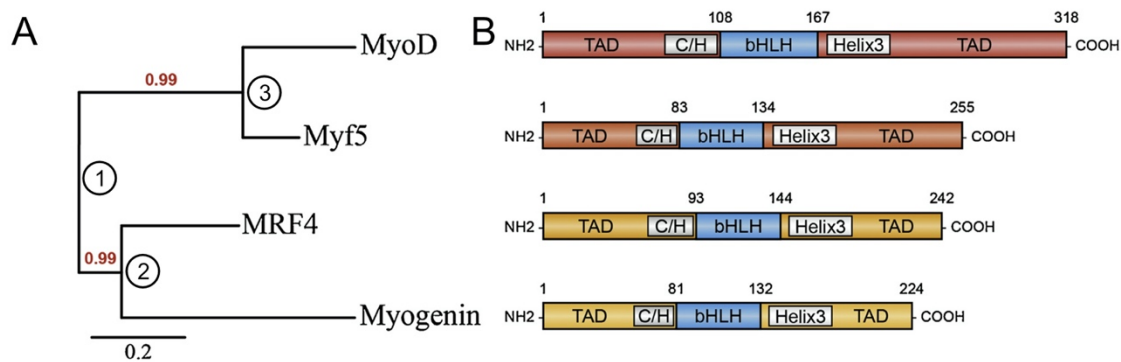 A
MyoD
0.99
3
Myf5
1
MRF4
0.99
2
Myogenin
0.2
B
1 108 167 318
NH2 TAD C/H bHLH Helix3 TAD COOH
1 83 134 255
NH2 TAD C/H bHLH Helix3 TAD COOH
1 93 144 242
NH2 TAD C/H bHLH Helix3 TAD COOH
1 81 132 224
NH2 TAD C/H bHLH Helix3 TAD COOH